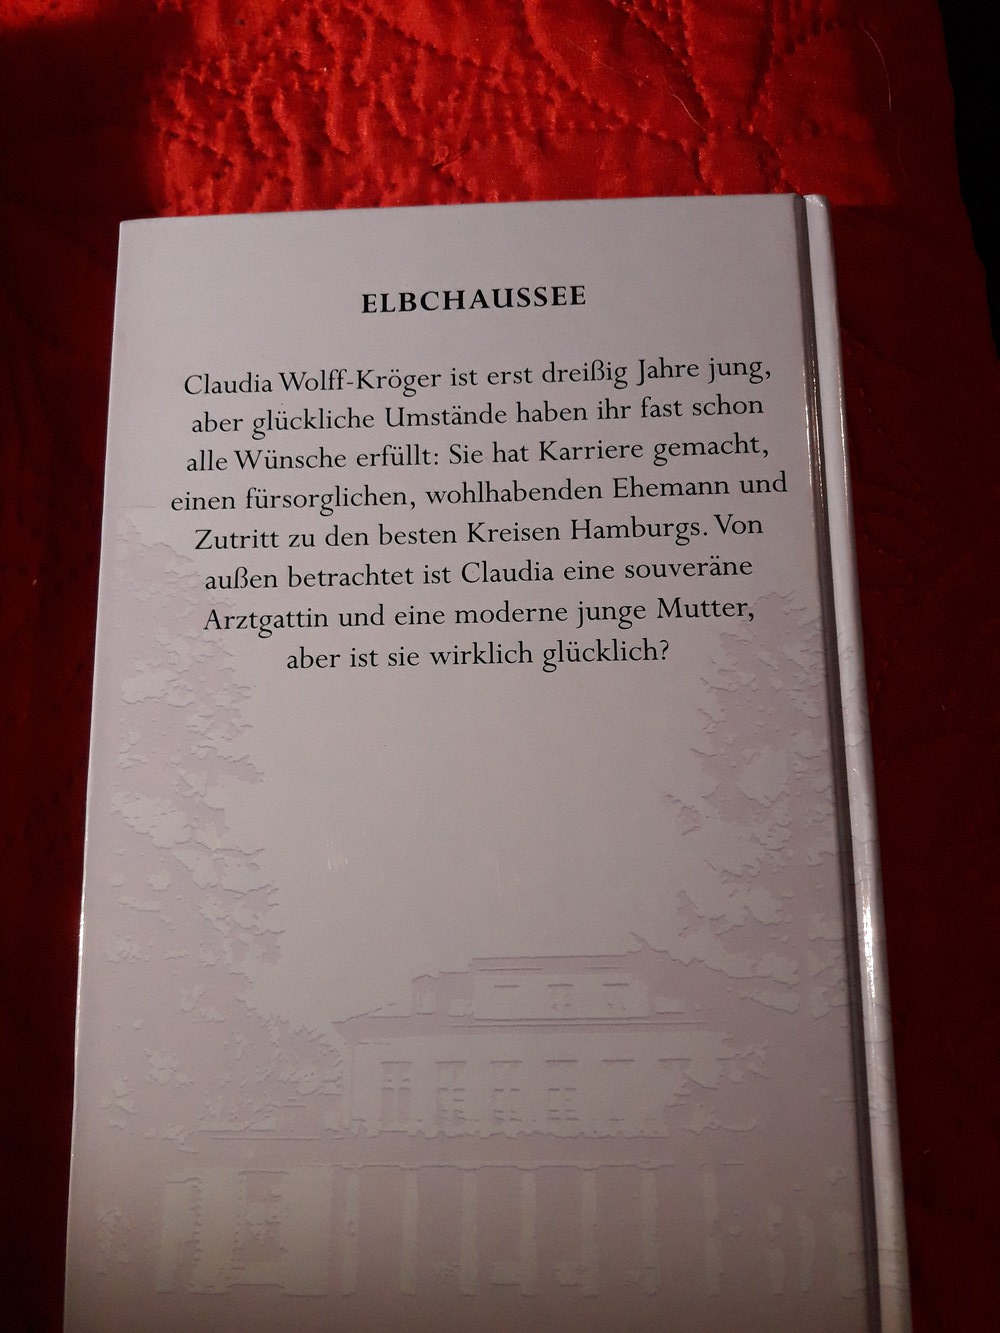 ELBCHAUSSEE
Claudia Wolff-Kröger ist erst dreißig Jahre jung,
aber glückliche Umstände haben ihr fast schon
alle Wünsche erfüllt: Sie hat Karriere gemacht,
einen fürsorglichen, wohlhabenden Ehemann und
Zutritt zu den besten Kreisen Hamburgs. Von
außen betrachtet ist Claudia eine souveräne
Arztgattin und eine moderne junge Mutter,
aber ist sie wirklich glücklich?